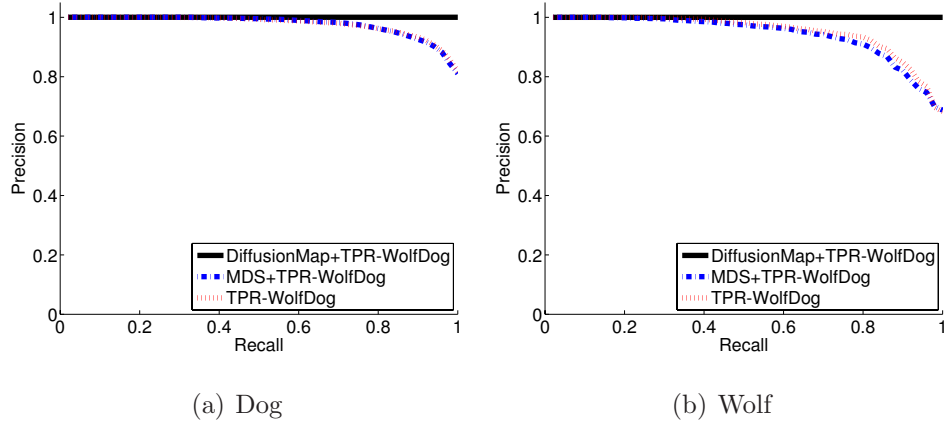 1
0.8
0.6
0.4
0.2
0
Precision
DiffusionMap+TPR-WolfDog
MDS+TPR-WolfDog
TPR-WolfDog
0 0.2 0.4 0.6 0.8 1
Recall
(a) Dog
1
0.8
0.6
0.4
0.2
0
Precision
DiffusionMap+TPR-WolfDog
MDS+TPR-WolfDog
TPR-WolfDog
0 0.2 0.4 0.6 0.8 1
Recall
(b) Wolf